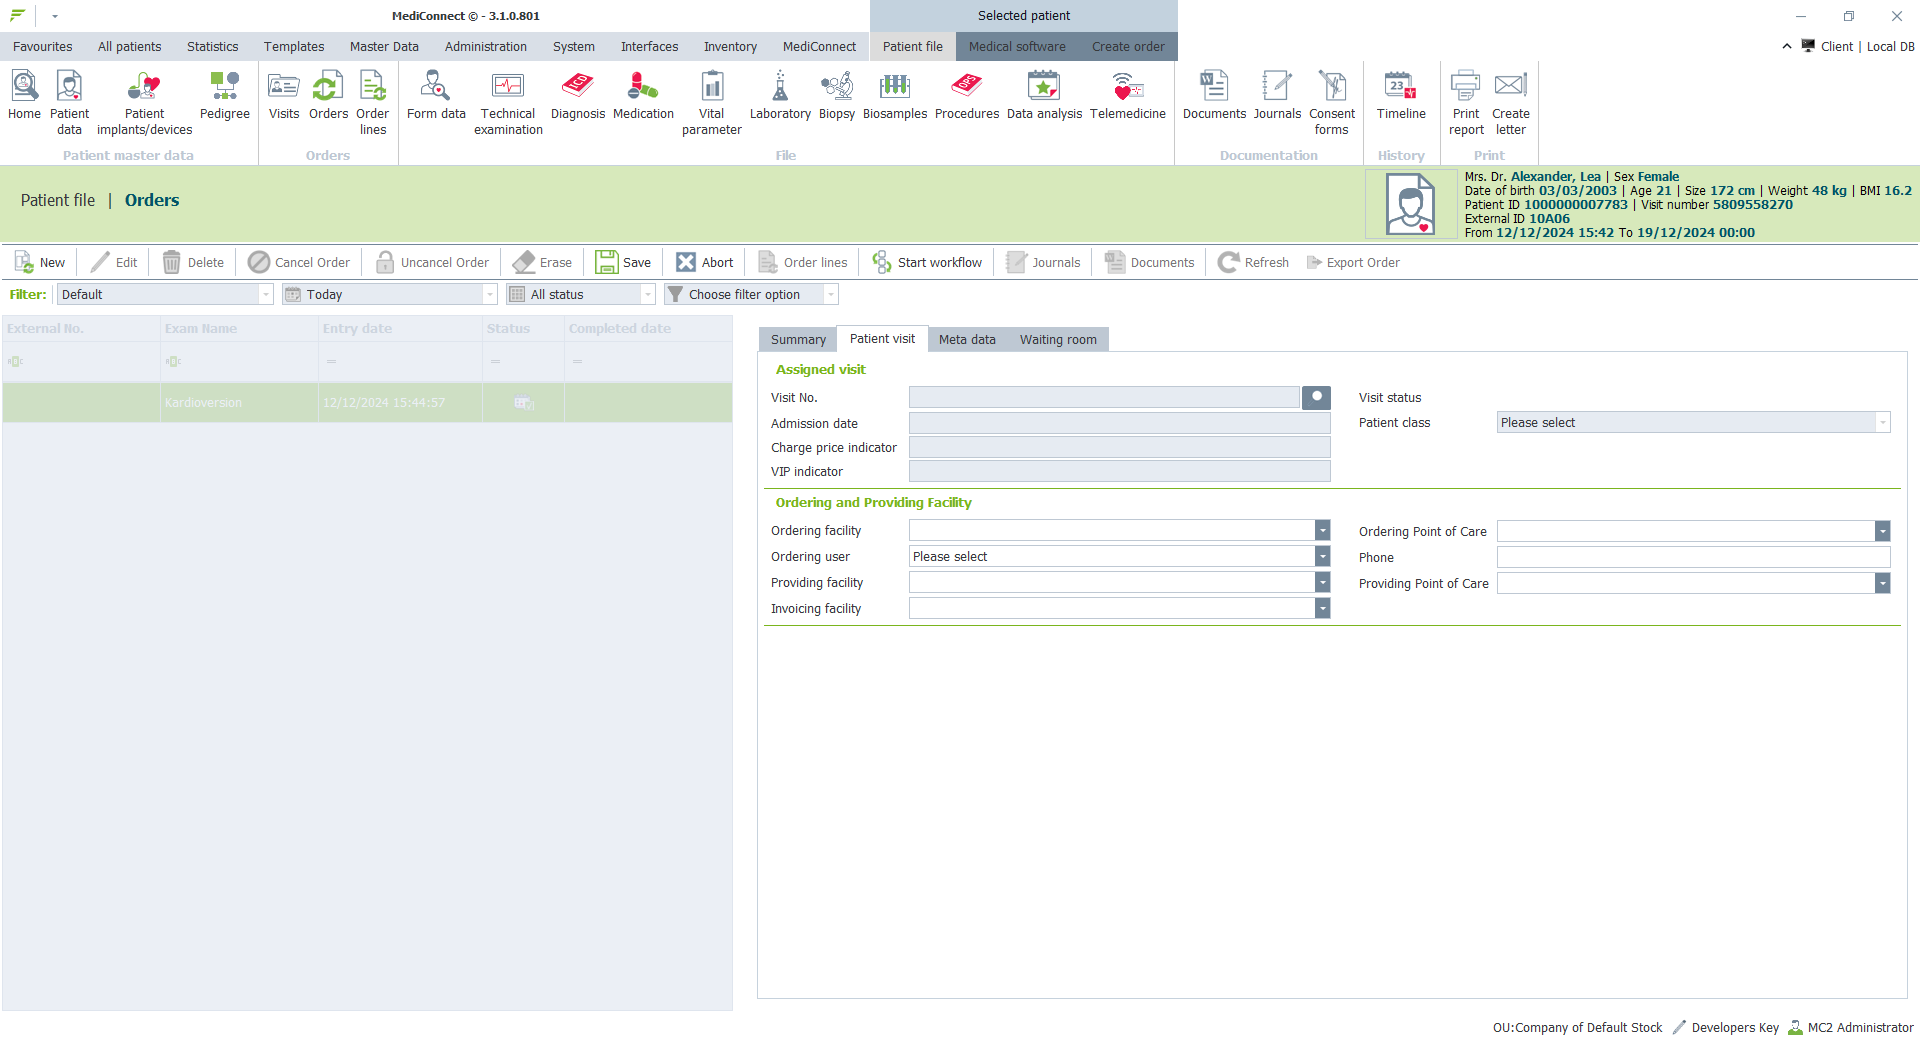 MediConnect © - 3.1.0.801
Selected patient
Favourites All patients Statistics Templates Master Data Administration System Interfaces Inventory MediConnect Patient file Medical software Create order Client | Local DB
Home Patient data Patient implants/devices Pedigree Visits Orders Order lines Form data Technical examination Diagnosis Medication Vital parameter Laboratory Biopsy Biosamples Procedures Data analysis Telemedicine Documents Journals Consent forms Timeline Print report Create letter
Patient master data Orders File Documentation History Print
Patient file | Orders
Mrs. Dr. Alexander, Lea | Sex Female
Date of birth 03/03/2003 | Age 21 | Size 172 cm | Weight 48 kg | BMI 16.2
Patient ID 1000000007783 | Visit number 5809558270
External ID 10A06
From 12/12/2024 15:42 To 19/12/2024 00:00
New Edit Delete Cancel Order Uncancel Order Erase Save Abort Order lines Start workflow Journals Documents Refresh Export Order
Filter: Default Today All status Choose filter option
External No. Exam Name Entry date Status Completed date
Kardioversion 12/12/2024 15:44:57
Summary Patient visit Meta data Waiting room
Assigned visit
Visit No. Visit status
Admission date Patient class Please select
Charge price indicator
VIP indicator
Ordering and Providing Facility
Ordering facility Ordering Point of Care
Ordering user Please select Phone
Providing facility Providing Point of Care
Invoicing facility
OU:Company of Default Stock Developers Key MC2 Administrator